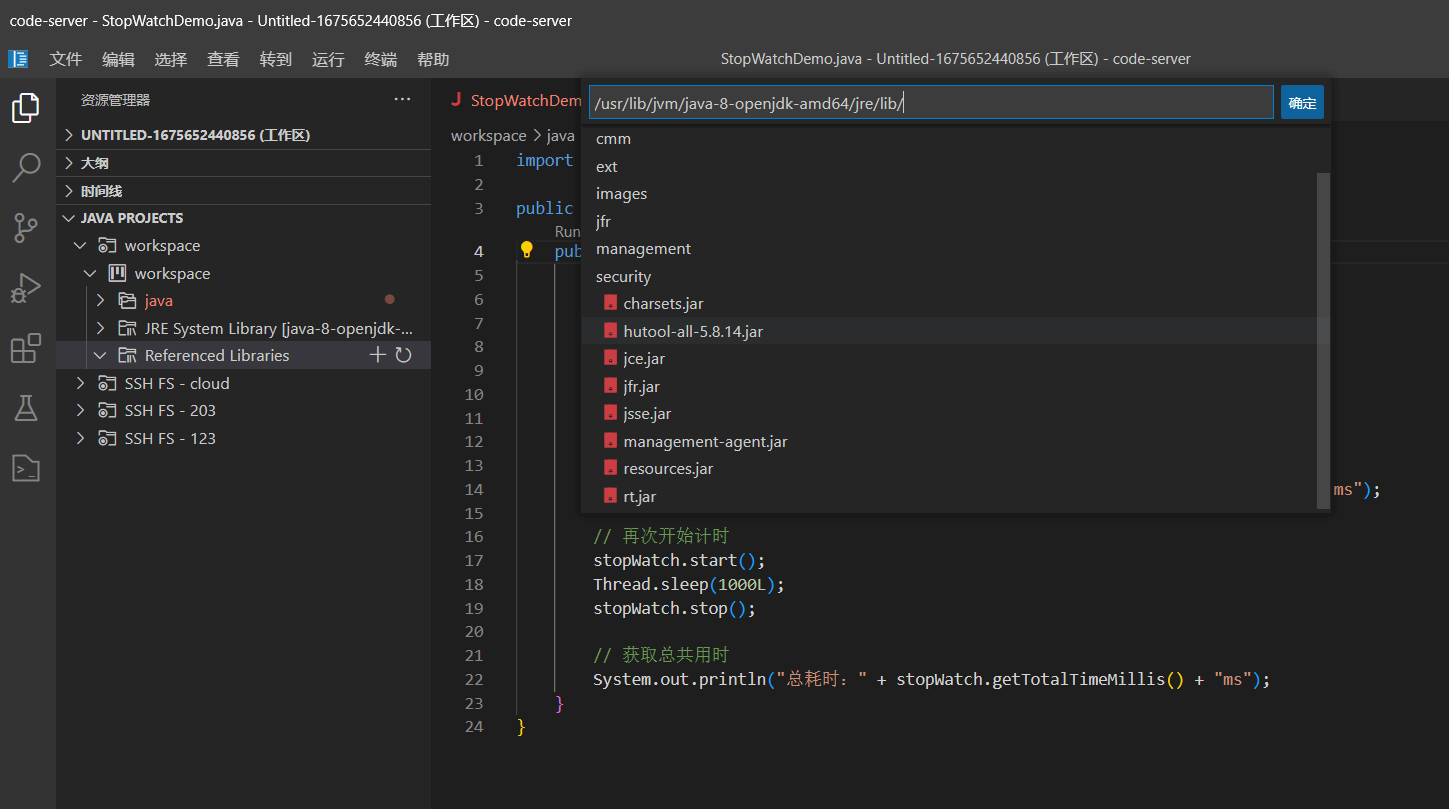 code-server - StopWatchDemo.java - Untitled-1675652440856 (工作区) - code-server
文件 编辑 选择 查看 转到 运行 终端 帮助
StopWatchDemo.java - Untitled-1675652440856 (工作区) - code-server
资源管理器
UNTITLED-1675652440856 (工作区)
大纲
时间线
JAVA PROJECTS
workspace
workspace
java
JRE System Library [java-8-openjdk-...
Referenced Libraries
SSH FS - cloud
SSH FS - 203
SSH FS - 123
J StopWatchDem
workspace > java
/usr/lib/jvm/java-8-openjdk-amd64/jre/lib/
确定
cmm
ext
images
jfr
management
security
charsets.jar
hutool-all-5.8.14.jar
jce.jar
jfr.jar
jsse.jar
management-agent.jar
resources.jar
rt.jar
1 import
2
3 public
Run
4 pub
5
6
7
8
9
10
11
12
13
14 ms");
15
16 // 再次开始计时
17 stopWatch.start();
18 Thread.sleep(1000L);
19 stopWatch.stop();
20
21 // 获取总共用时
22 System.out.println("总耗时：" + stopWatch.getTotalTimeMillis() + "ms");
23 }
24 }